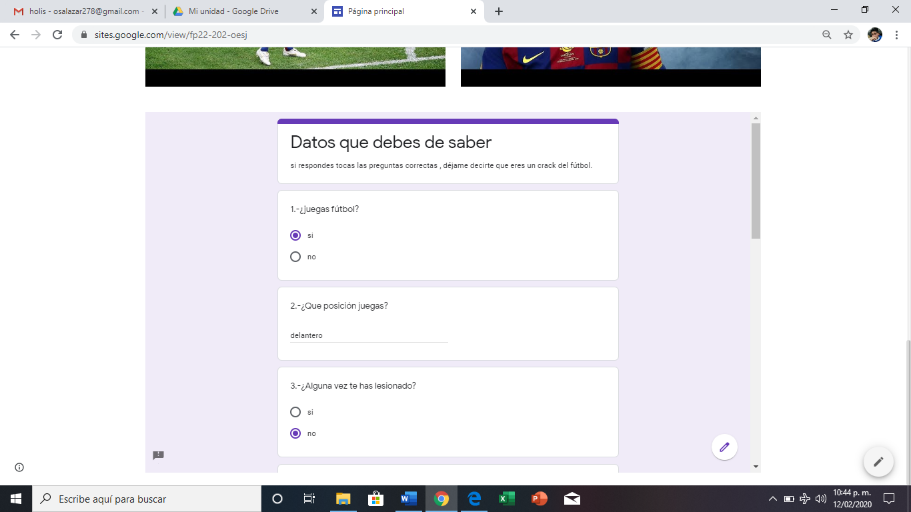 holis - osalazar278@gmail.com -
Mi unidad - Google Drive
Página principal
sites.google.com/view/fp22-202-oesj
Datos que debes de saber
si respondes tocas las preguntas correctas , déjame decirte que eres un crack del fútbol.
1.-¿Juegas fútbol?
si
no
2.-¿Que posición juegas?
delantero
3.-¿Alguna vez te has lesionado?
si
no
Escribe aquí para buscar
10:44 p. m.
12/02/2020